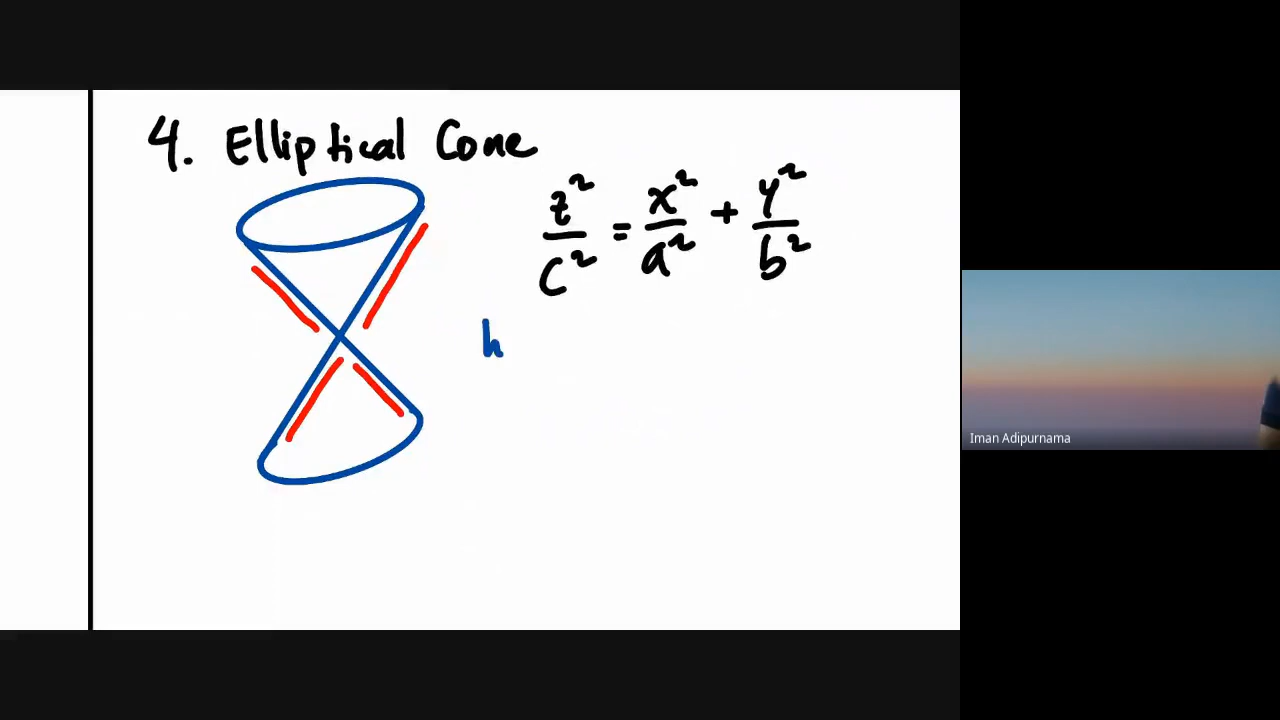 4. Elliptical Cone
z²/c² = x²/a² + y²/b²
h
Iman Adipurnama